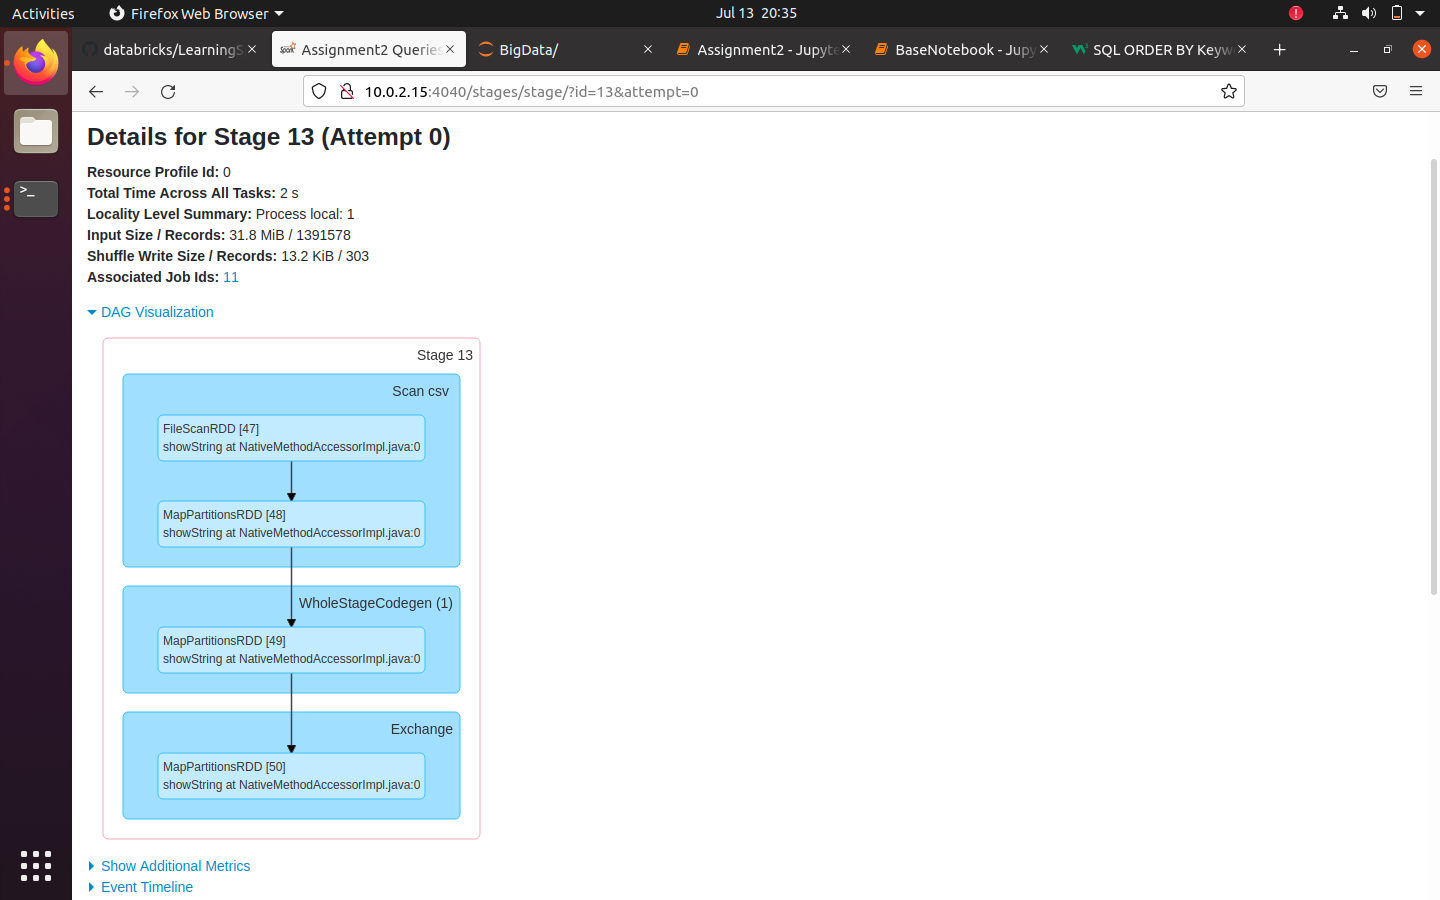 Activities
Firefox Web Browser
Jul 13 20:35
databricks/LearningS
Assignment2 Queries
BigData/
Assignment2 - Jupyte
BaseNotebook - Jupy
SQL ORDER BY Keyw
10.0.2.15:4040/stages/stage/?id=13&attempt=0
Details for Stage 13 (Attempt 0)
Resource Profile Id: 0
Total Time Across All Tasks: 2 s
Locality Level Summary: Process local: 1
Input Size / Records: 31.8 MiB / 1391578
Shuffle Write Size / Records: 13.2 KiB / 303
Associated Job Ids: 11
DAG Visualization
Stage 13
Scan csv
FileScanRDD [47]
showString at NativeMethodAccessorImpl.java:0
MapPartitionsRDD [48]
showString at NativeMethodAccessorImpl.java:0
WholeStageCodegen (1)
MapPartitionsRDD [49]
showString at NativeMethodAccessorImpl.java:0
Exchange
MapPartitionsRDD [50]
showString at NativeMethodAccessorImpl.java:0
Show Additional Metrics
Event Timeline